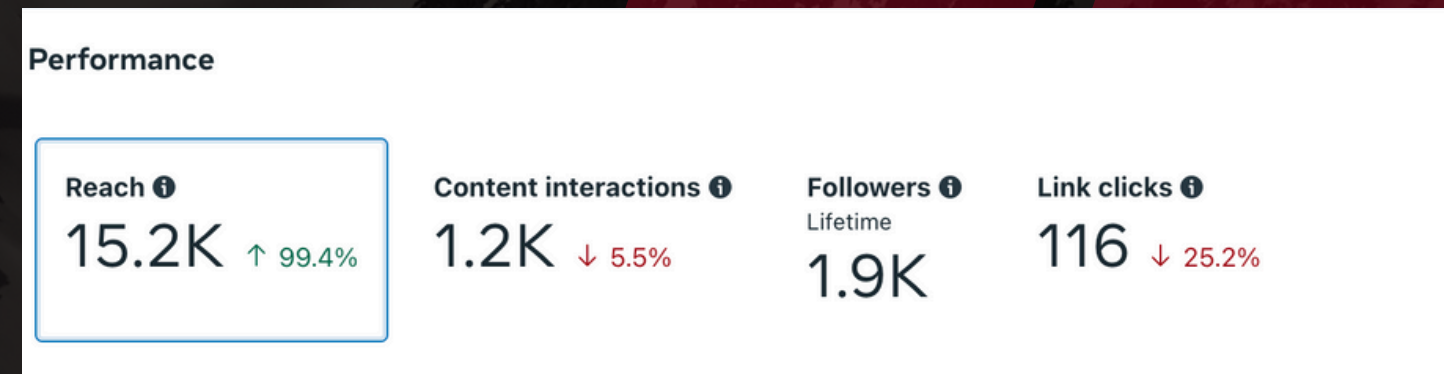 Performance
Reach
15.2K ↑ 99.4%
Content interactions
1.2K ↓ 5.5%
Followers
Lifetime
1.9K
Link clicks
116 ↓ 25.2%